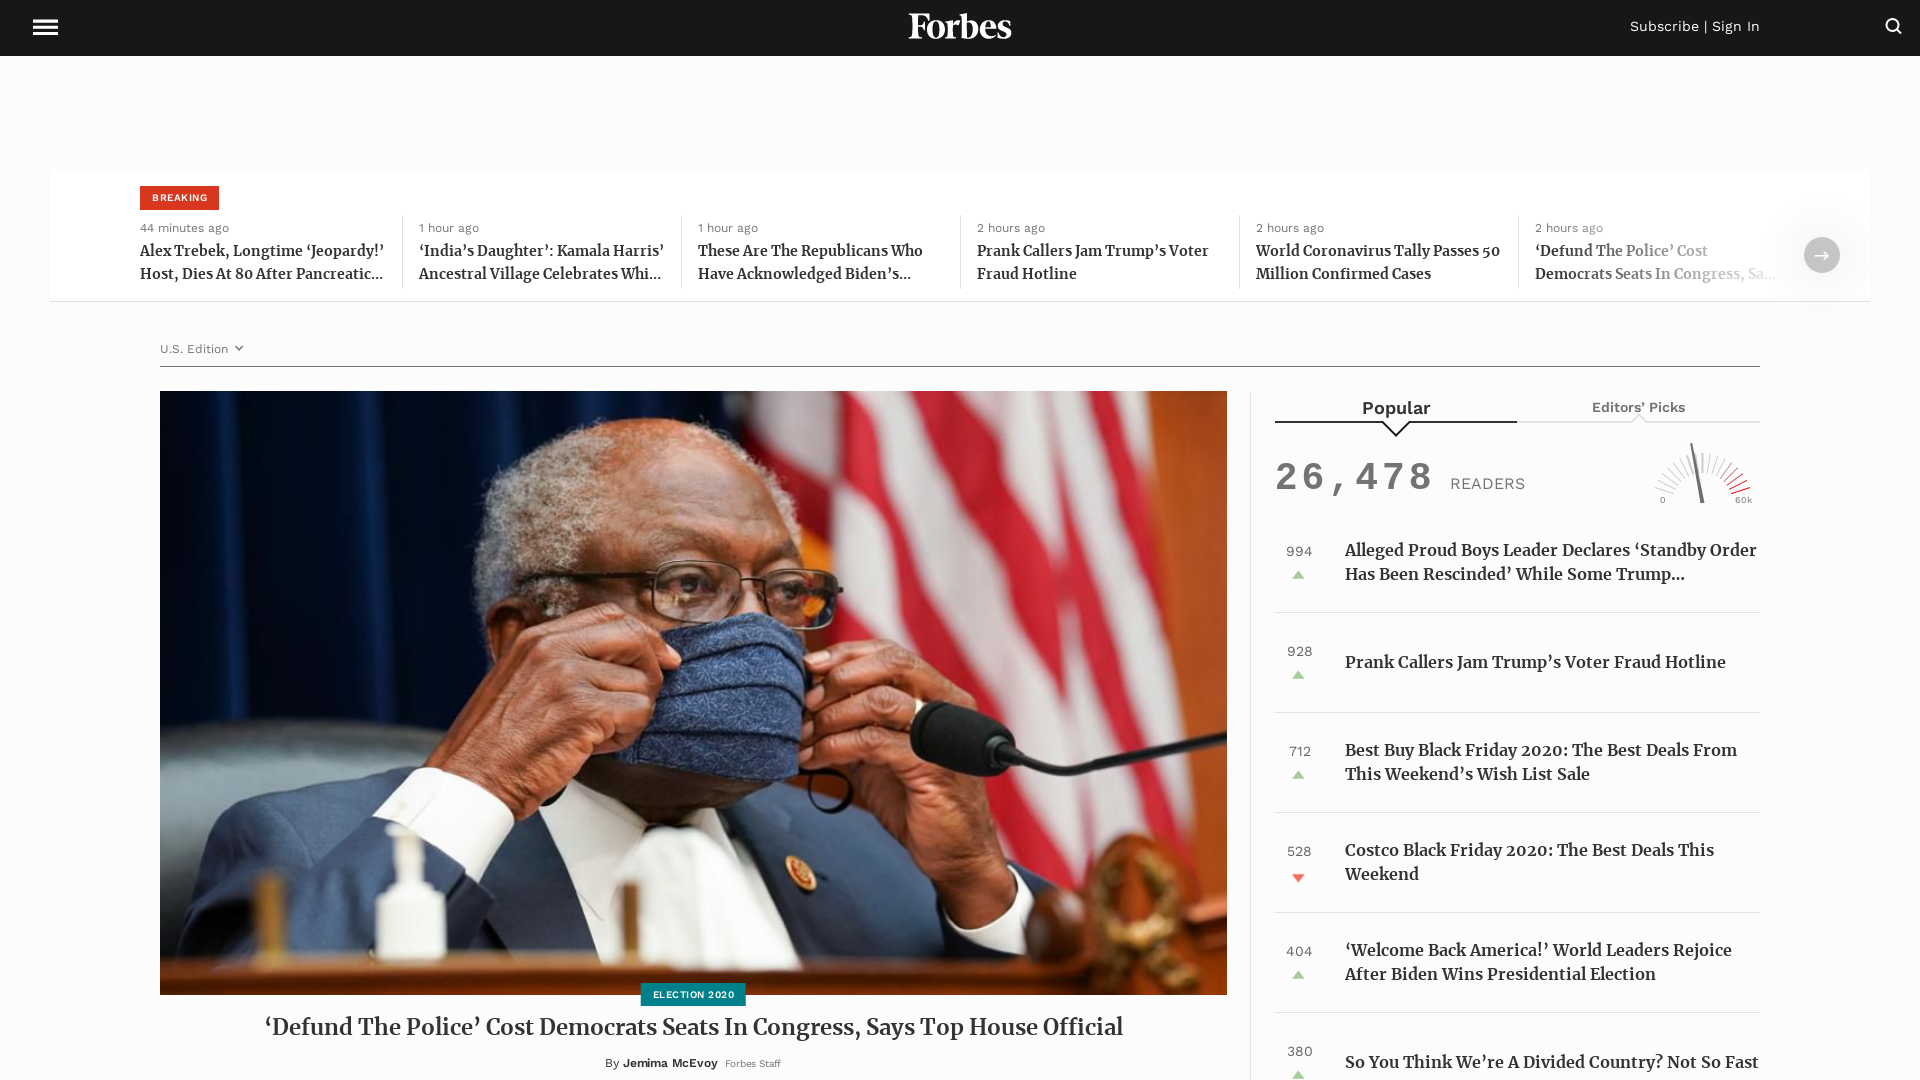 Forbes
Subscribe | Sign In
BREAKING
44 minutes ago
Alex Trebek, Longtime ‘Jeopardy!’
Host, Dies At 80 After Pancreatic...
1 hour ago
‘India’s Daughter’: Kamala Harris’
Ancestral Village Celebrates Whi...
1 hour ago
These Are The Republicans Who
Have Acknowledged Biden’s...
2 hours ago
Prank Callers Jam Trump’s Voter
Fraud Hotline
2 hours ago
World Coronavirus Tally Passes 50
Million Confirmed Cases
2 hours ago
‘Defund The Police’ Cost
Democrats Seats In Congress, Sa...
U.S. Edition
ELECTION 2020
‘Defund The Police’ Cost Democrats Seats In Congress, Says Top House Official
By Jemima McEvoy Forbes Staff
Popular
Editors’ Picks
26,478 READERS
0
60k
994
Alleged Proud Boys Leader Declares ‘Standby Order
Has Been Rescinded’ While Some Trump...
928
Prank Callers Jam Trump’s Voter Fraud Hotline
712
Best Buy Black Friday 2020: The Best Deals From
This Weekend’s Wish List Sale
528
Costco Black Friday 2020: The Best Deals This
Weekend
404
‘Welcome Back America!’ World Leaders Rejoice
After Biden Wins Presidential Election
380
So You Think We’re A Divided Country? Not So Fast